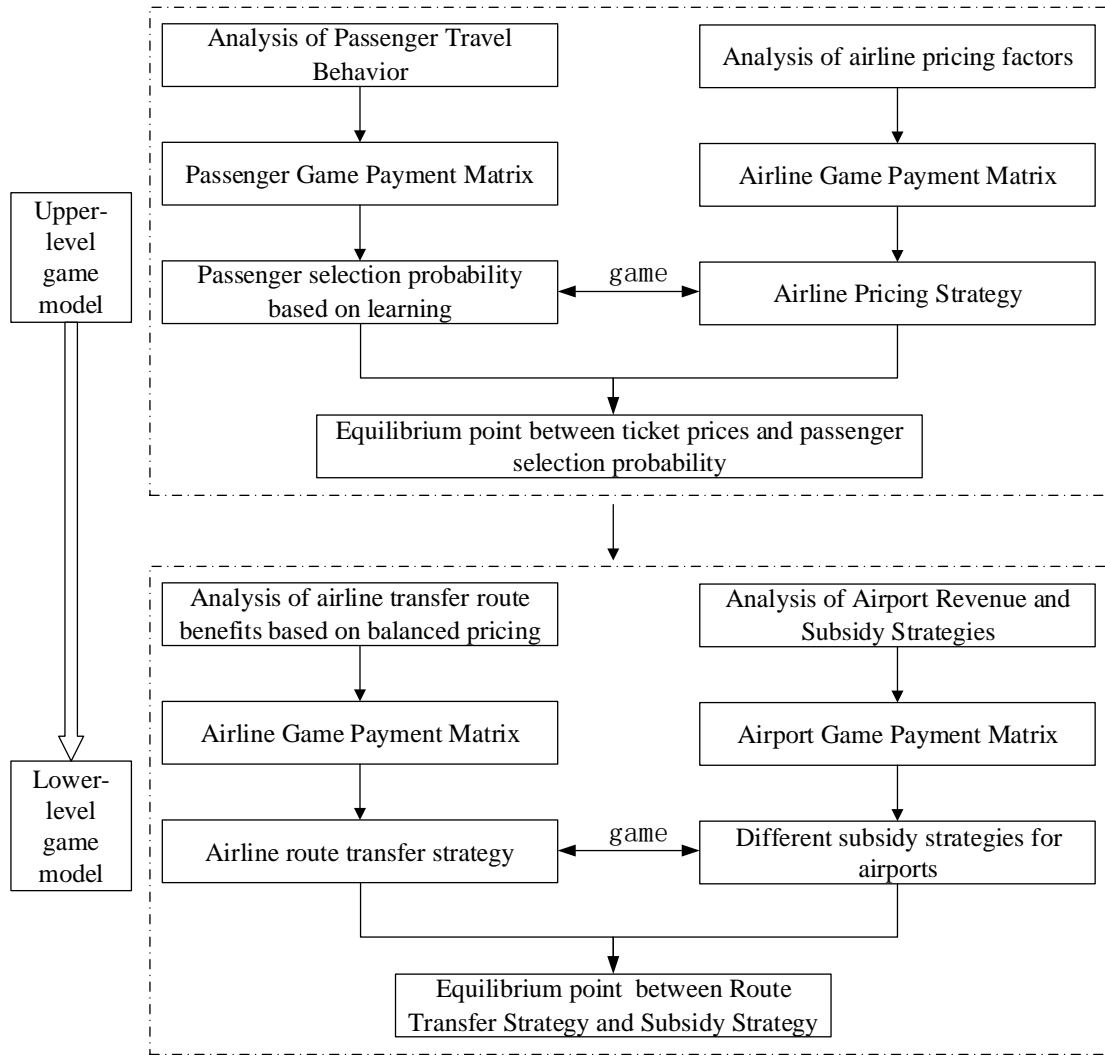 Analysis of Passenger Travel
Behavior
Analysis of airline pricing factors
Passenger Game Payment Matrix
Airline Game Payment Matrix
Upper-
level
game
model
Passenger selection probability
based on learning
game
Airline Pricing Strategy
Equilibrium point between ticket prices and passenger
selection probability
Analysis of airline transfer route
benefits based on balanced pricing
Analysis of Airport Revenue and
Subsidy Strategies
Airline Game Payment Matrix
Airport Game Payment Matrix
Lower-
level
game
model
Airline route transfer strategy
game
Different subsidy strategies for
airports
Equilibrium point between Route
Transfer Strategy and Subsidy Strategy